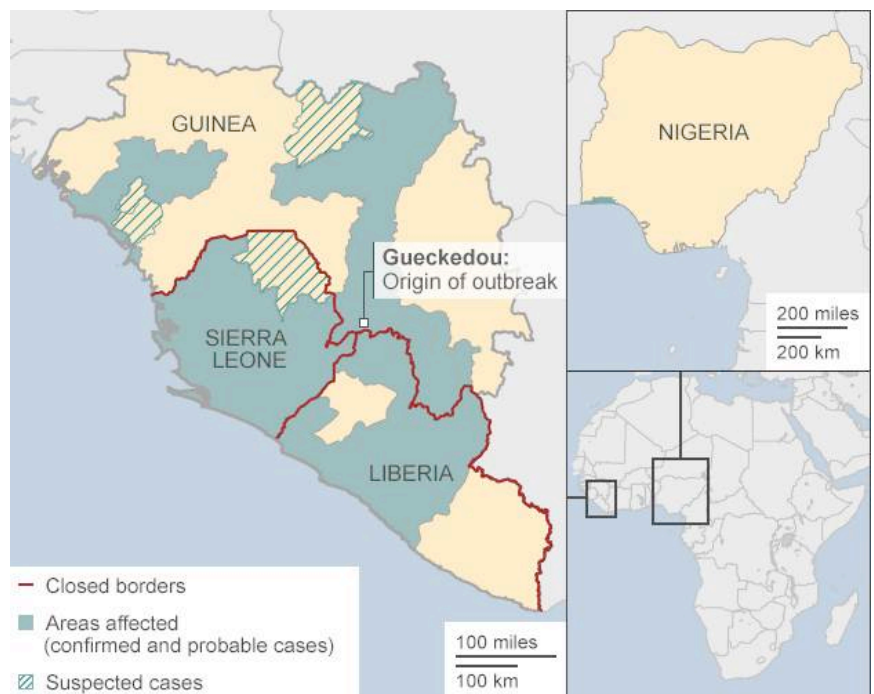 GUINEA
Gueckedou:
Origin of outbreak
SIERRA
LEONE
LIBERIA
Closed borders
Areas affected
(confirmed and probable cases)
Suspected cases
100 miles
100 km
NIGERIA
200 miles
200 km